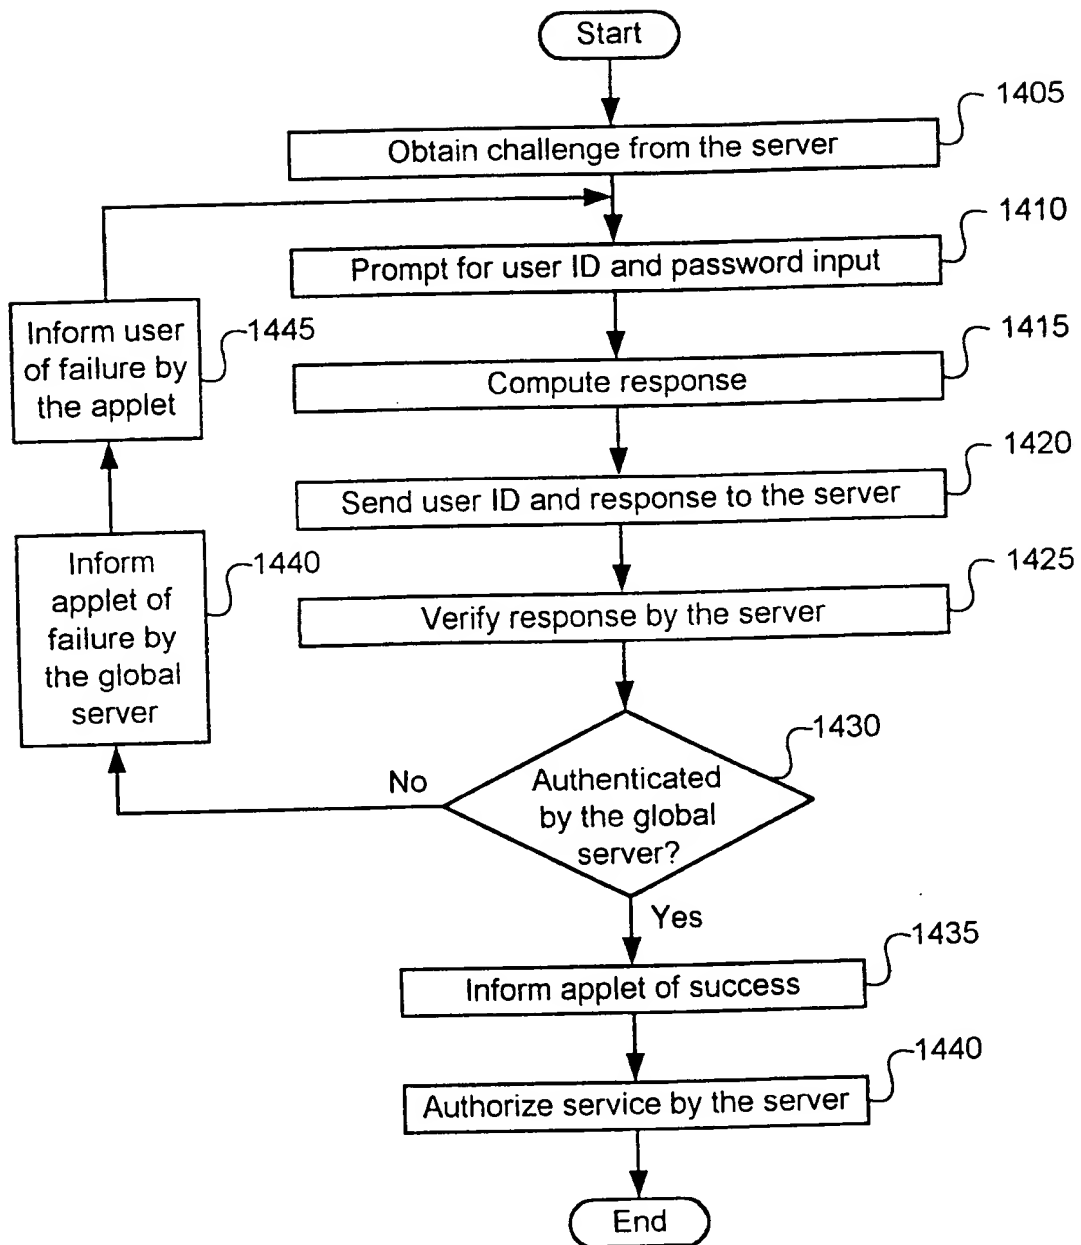 Start
1405
Obtain challenge from the server
1410
Prompt for user ID and password input
1415
Compute response
1420
Send user ID and response to the server
1425
Verify response by the server
1430
Authenticated
by the global
server?
No
Yes
1440
Inform
applet of
failure by
the global
server
1445
Inform user
of failure by
the applet
1435
Inform applet of success
1440
Authorize service by the server
End